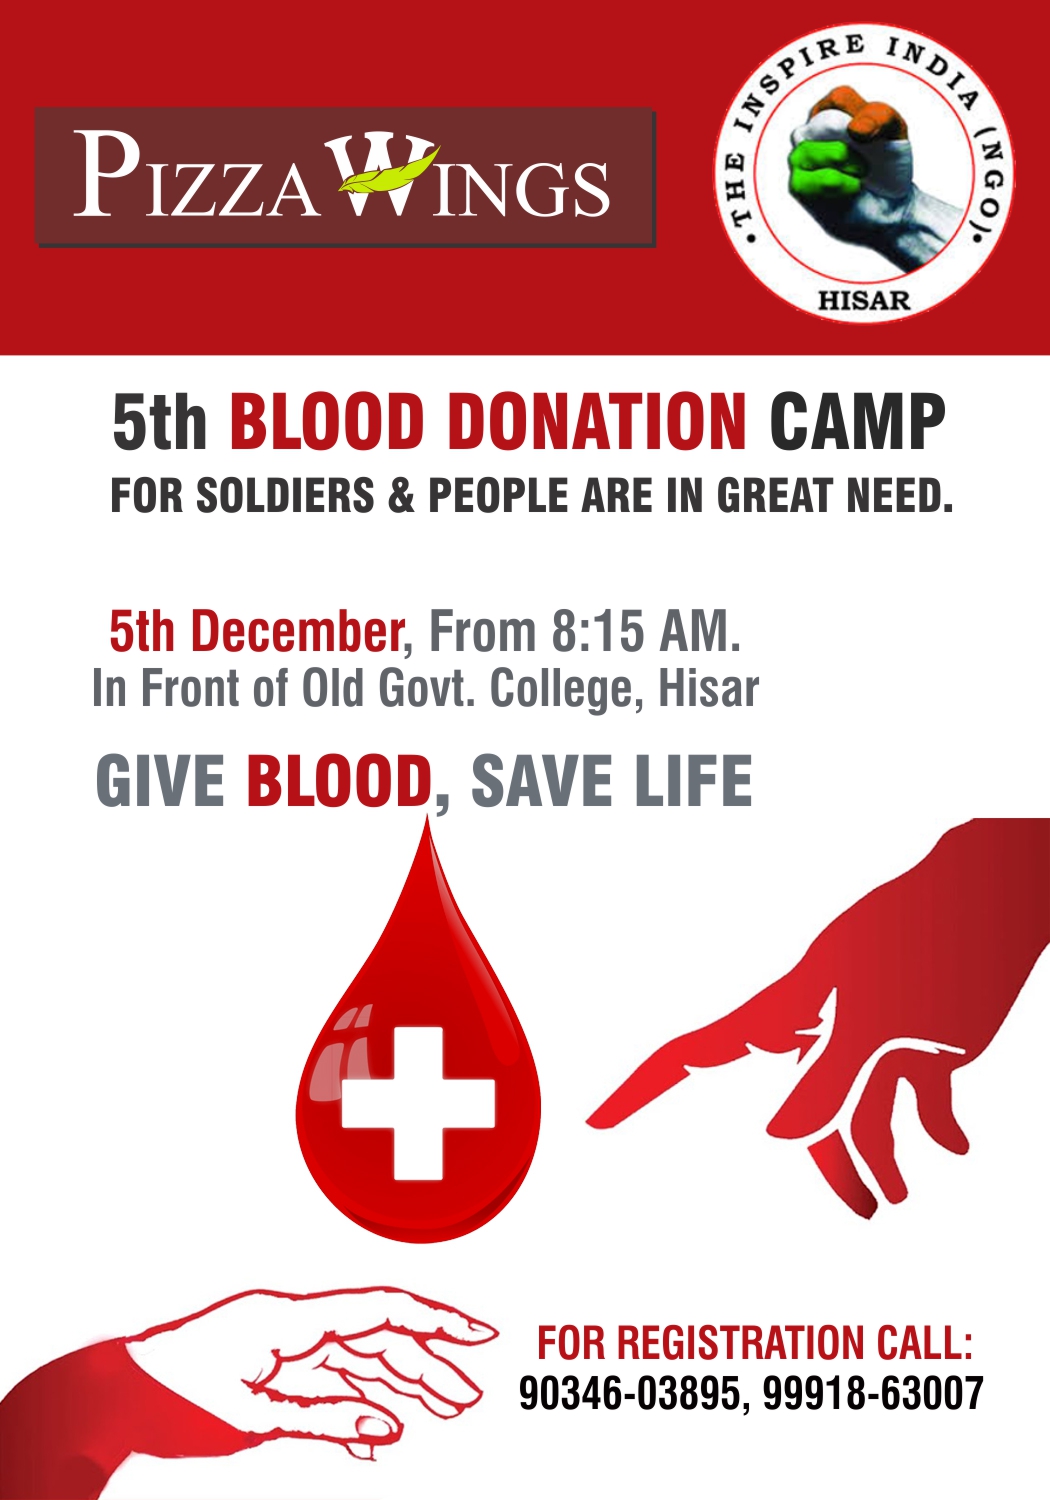 PIZZA WINGS
• THE INSPIRE INDIA (NGO) •
HISAR
5th BLOOD DONATION CAMP
FOR SOLDIERS & PEOPLE ARE IN GREAT NEED.
5th December, From 8:15 AM.
In Front of Old Govt. College, Hisar
GIVE BLOOD, SAVE LIFE
FOR REGISTRATION CALL:
90346-03895, 99918-63007